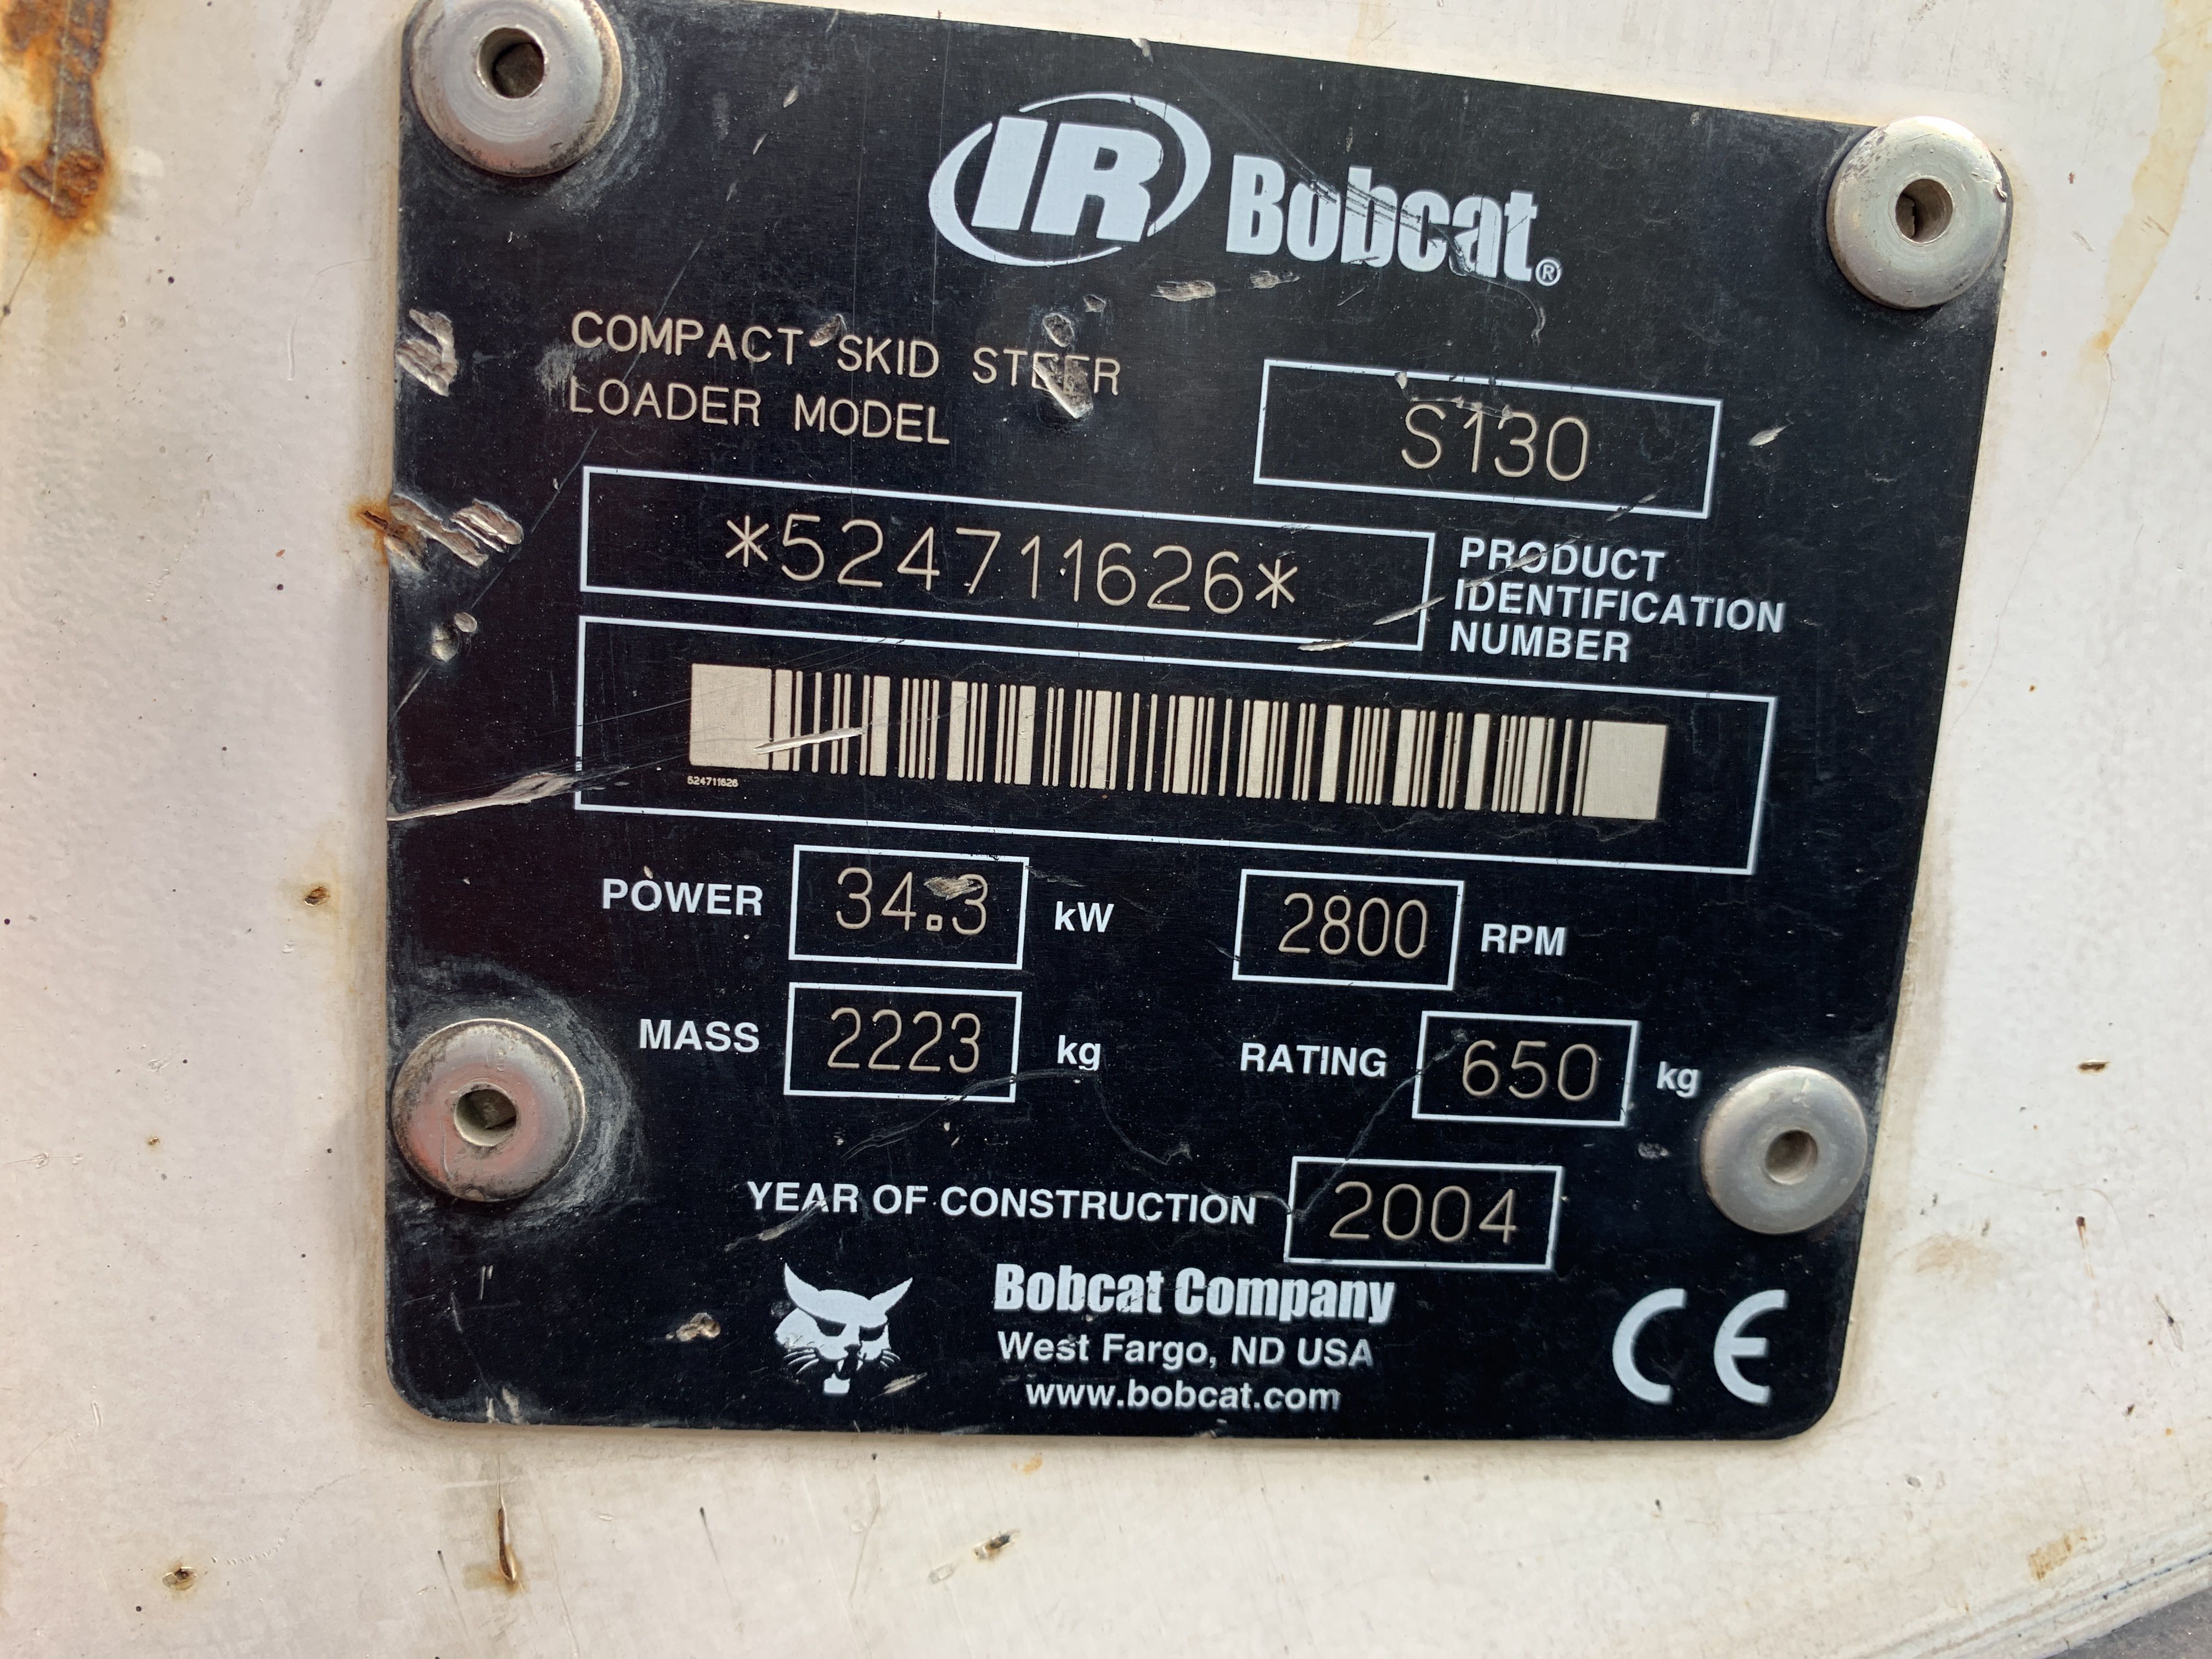 IR Bobcat®
COMPACT SKID STEER
LOADER MODEL
S130
*524711626*
PRODUCT
IDENTIFICATION
NUMBER
524711626
POWER 34.3 kW 2800 RPM
MASS 2223 kg RATING 650 kg
YEAR OF CONSTRUCTION 2004
Bobcat Company
West Fargo, ND USA
www.bobcat.com
CE